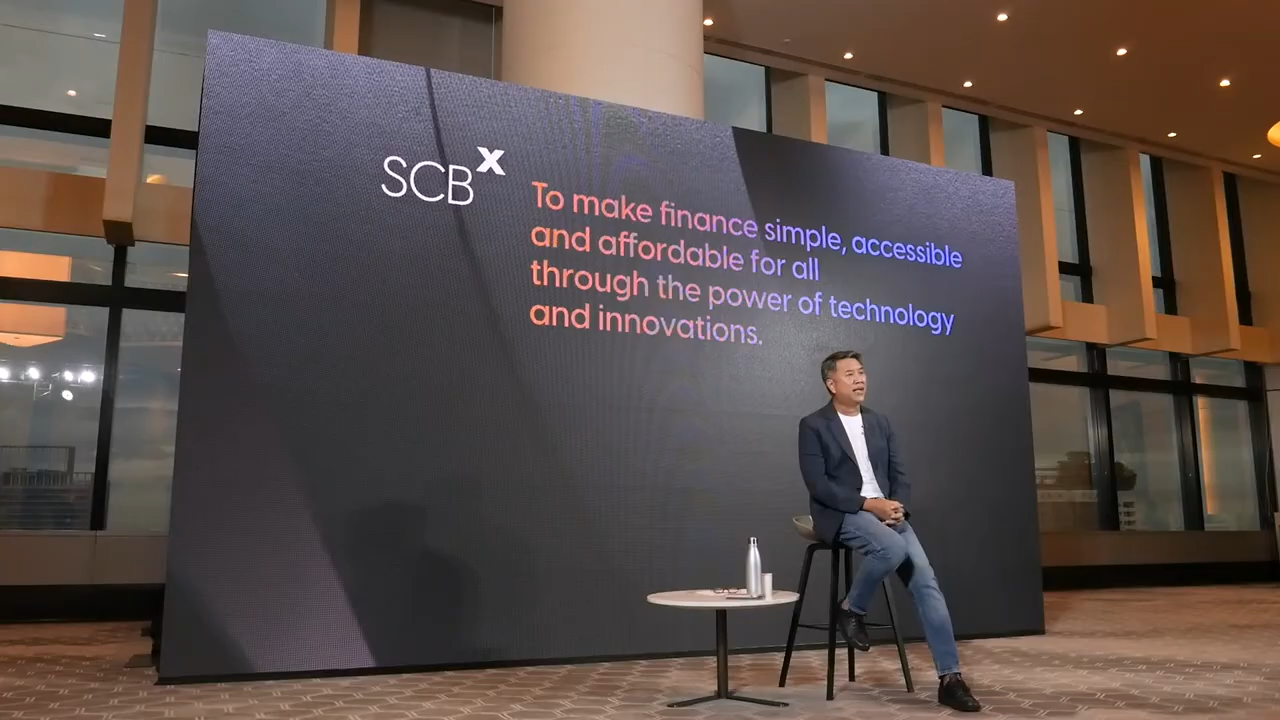 SCBX
To make finance simple, accessible
and affordable for all
through the power of technology
and innovations.